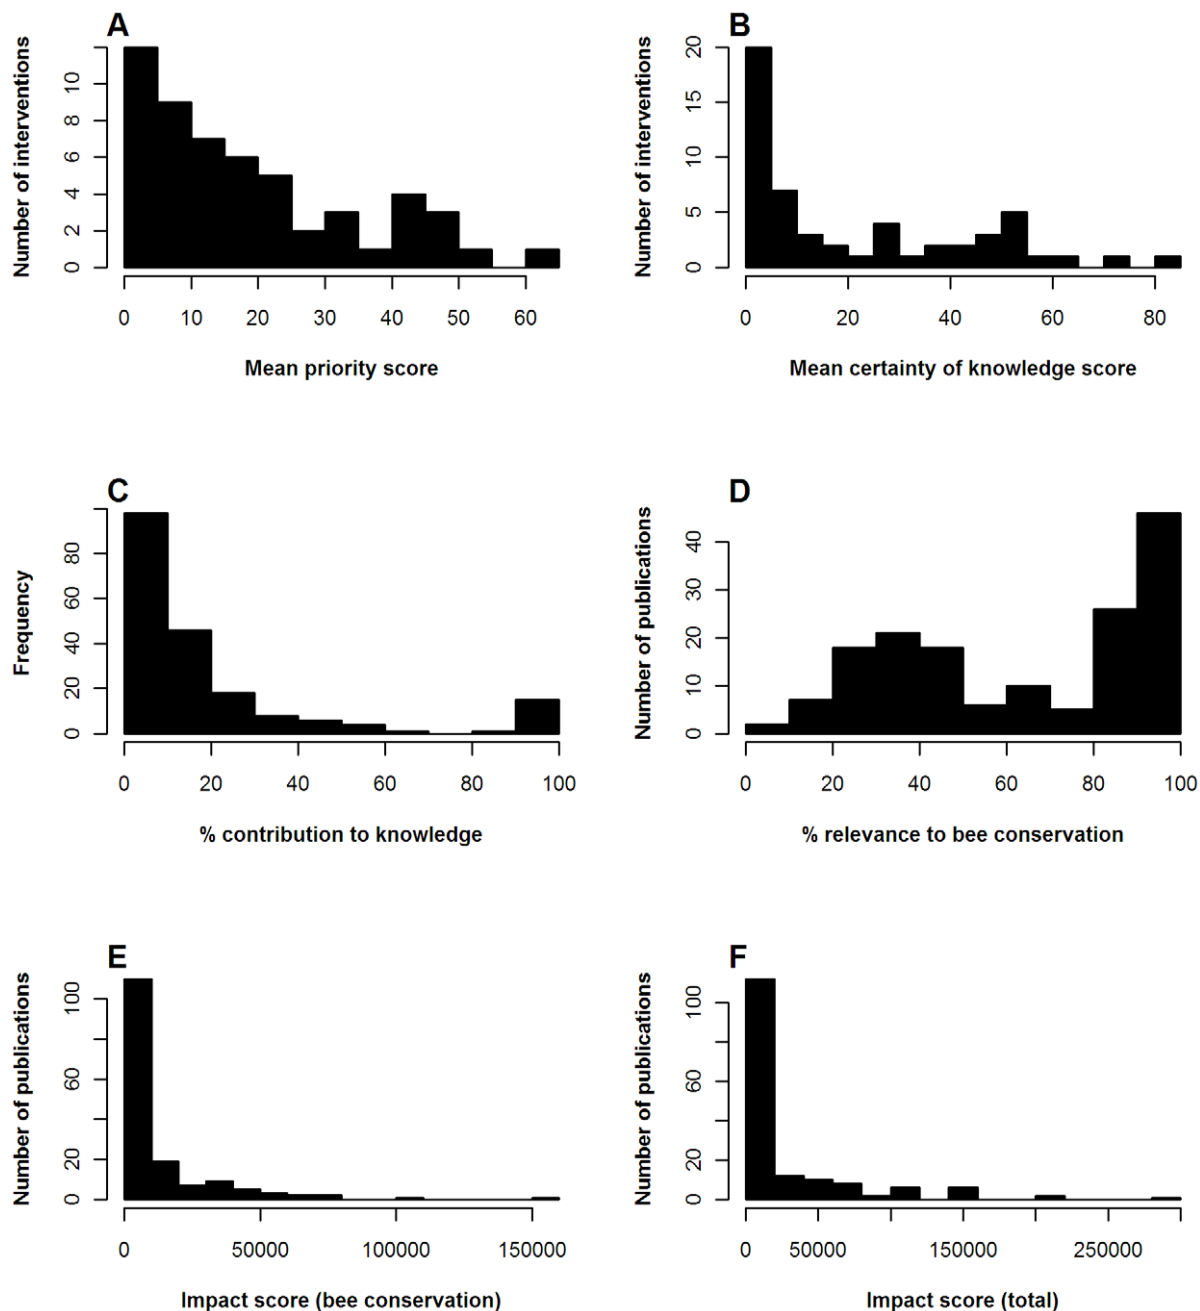 A
Number of interventions
0 2 4 6 8 10
0 10 20 30 40 50 60
Mean priority score
B
Number of interventions
0 5 10 15 20
0 20 40 60 80
Mean certainty of knowledge score
C
Frequency
0 20 40 60 80
0 20 40 60 80 100
% contribution to knowledge
D
Number of publications
0 10 20 30 40
0 20 40 60 80 100
% relevance to bee conservation
E
Number of publications
0 20 60 100
0 50000 100000 150000
Impact score (bee conservation)
F
Number of publications
0 20 60 100
0 50000 150000 250000
Impact score (total)